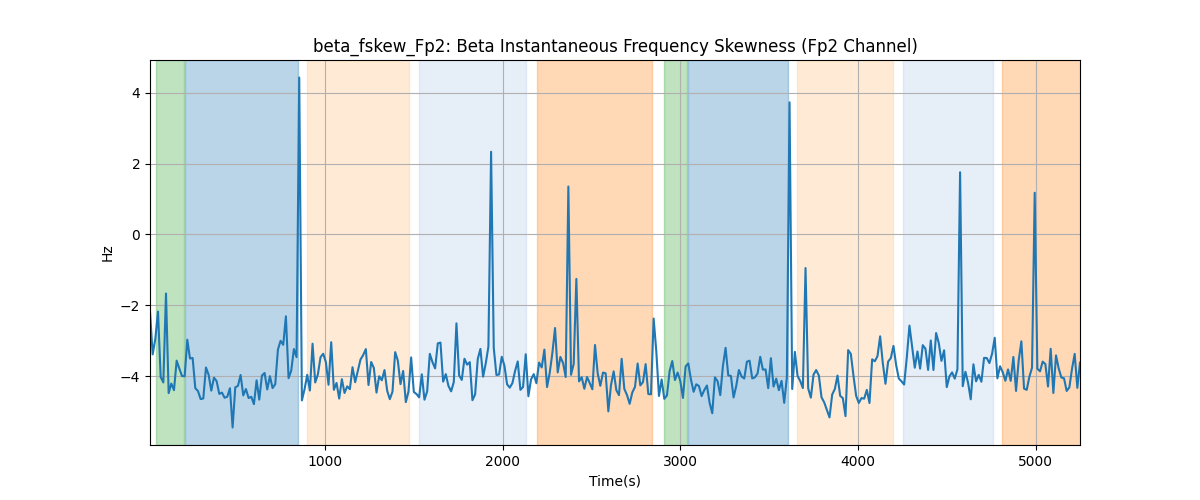 beta_fskew_Fp2: Beta Instantaneous Frequency Skewness (Fp2 Channel)
4
2
0
−2
−4
Hz
1000 2000 3000 4000 5000
Time(s)